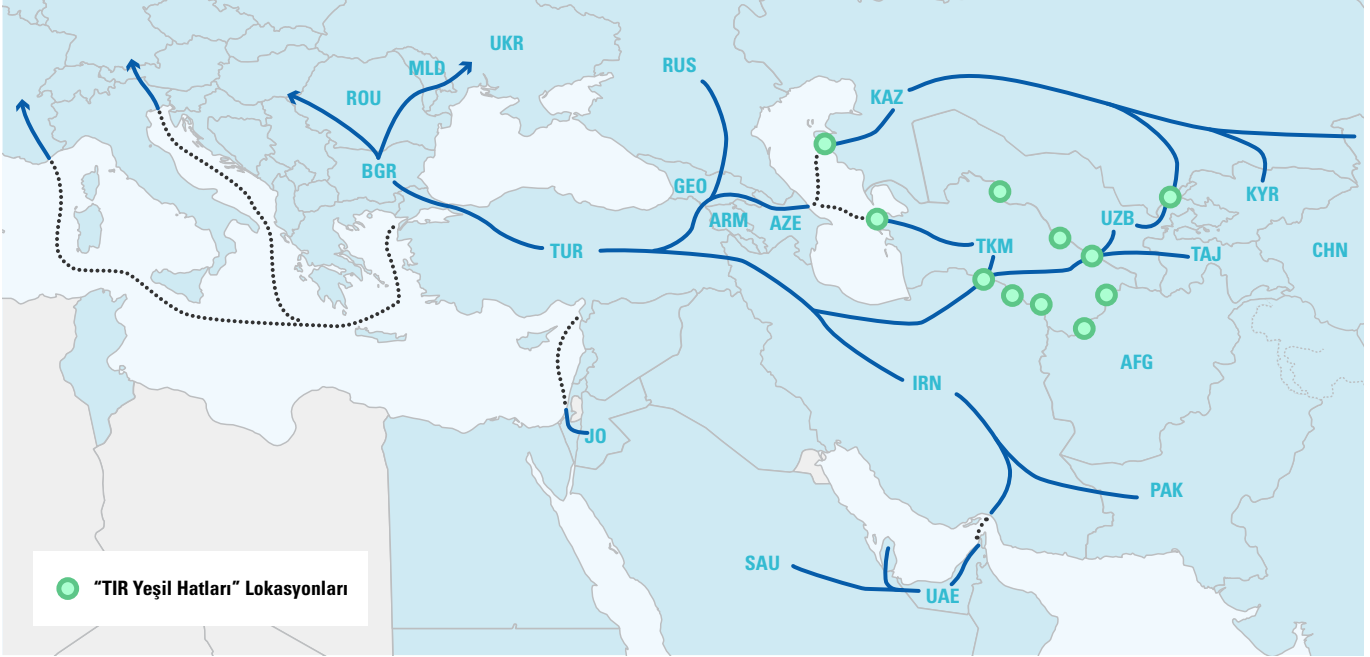 UKR
MLD
RUS
ROU
KAZ
BGR
GEO
KYR
ARM
AZE
UZB
TUR
TKM
TAJ
CHN
AFG
IRN
JO
PAK
SAU
UAE
“TIR Yeşil Hatları” Lokasyonları